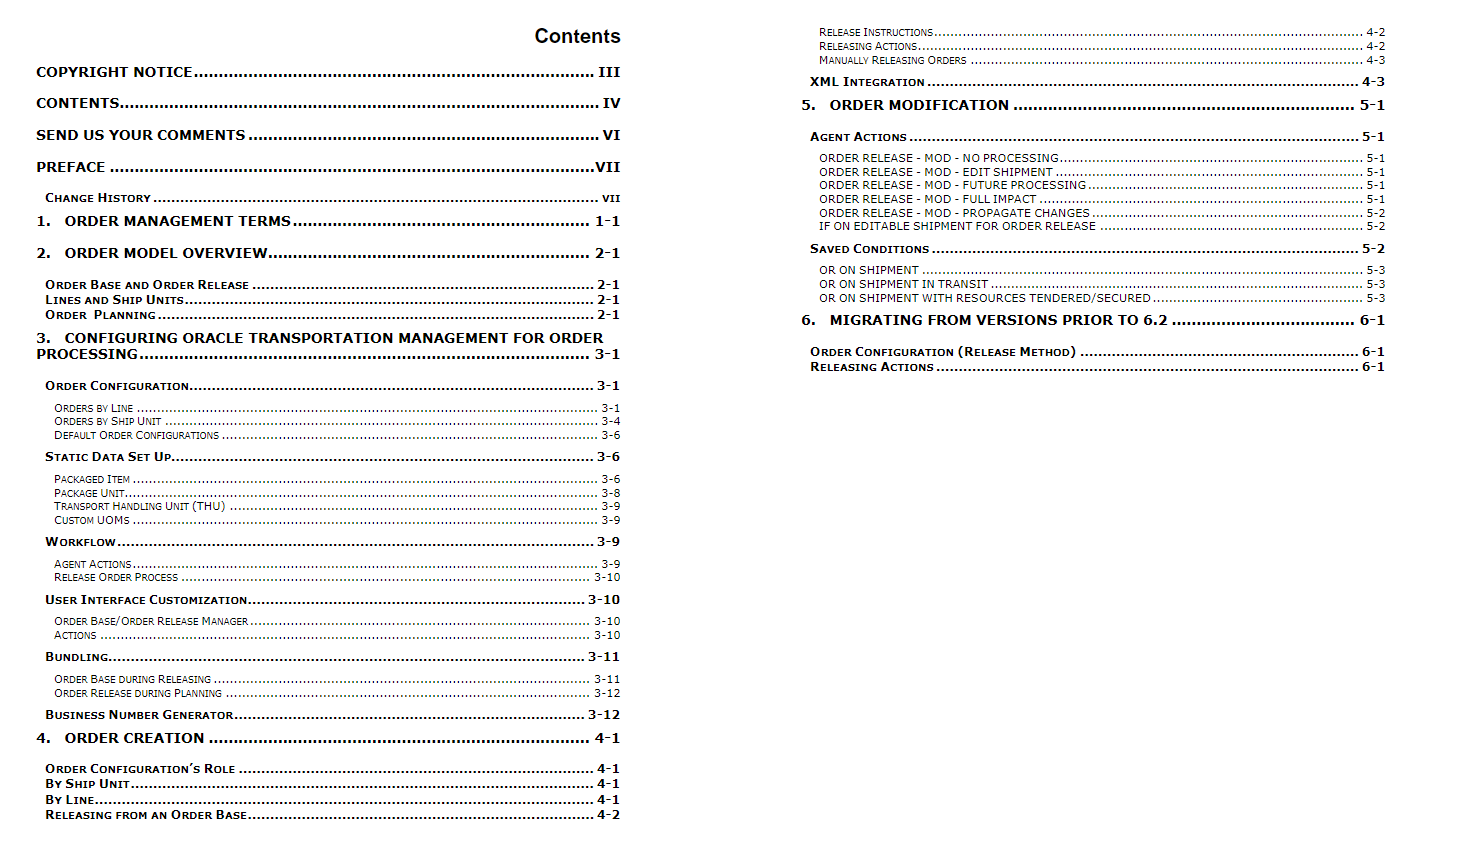 Contents
COPYRIGHT NOTICE................................................................................. III
CONTENTS................................................................................................. IV
SEND US YOUR COMMENTS ....................................................................... VI
PREFACE ..................................................................................................VII
CHANGE HISTORY ...................................................................................................................... VII
1. ORDER MANAGEMENT TERMS............................................................ 1-1
2. ORDER MODEL OVERVIEW................................................................. 2-1
ORDER BASE AND ORDER RELEASE ............................................................................ 2-1
LINES AND SHIP UNITS........................................................................................... 2-1
ORDER PLANNING ................................................................................................. 2-1
3. CONFIGURING ORACLE TRANSPORTATION MANAGEMENT FOR ORDER
PROCESSING........................................................................................... 3-1
ORDER CONFIGURATION.......................................................................................... 3-1
ORDERS BY LINE ................................................................................................................. 3-1
ORDERS BY SHIP UNIT .......................................................................................................... 3-4
DEFAULT ORDER CONFIGURATIONS ............................................................................................ 3-6
STATIC DATA SET UP.............................................................................................. 3-6
PACKAGED ITEM .................................................................................................................. 3-6
PACKAGE UNIT.................................................................................................................... 3-8
TRANSPORT HANDLING UNIT (THU) .......................................................................................... 3-9
CUSTOM UOMS .................................................................................................................. 3-9
WORKFLOW.......................................................................................................... 3-9
AGENT ACTIONS.................................................................................................................. 3-9
RELEASE ORDER PROCESS ..................................................................................................... 3-10
USER INTERFACE CUSTOMIZATION........................................................................... 3-10
ORDER BASE/ORDER RELEASE MANAGER.................................................................................... 3-10
ACTIONS ......................................................................................................................... 3-10
BUNDLING.......................................................................................................... 3-11
ORDER BASE DURING RELEASING ............................................................................................. 3-11
ORDER RELEASE DURING PLANNING .......................................................................................... 3-12
BUSINESS NUMBER GENERATOR.............................................................................. 3-12
4. ORDER CREATION ............................................................................. 4-1
ORDER CONFIGURATION’S ROLE ............................................................................... 4-1
BY SHIP UNIT....................................................................................................... 4-1
BY LINE............................................................................................................... 4-1
RELEASING FROM AN ORDER BASE............................................................................. 4-2
RELEASE INSTRUCTIONS......................................................................................................... 4-2
RELEASING ACTIONS............................................................................................................. 4-2
MANUALLY RELEASING ORDERS ................................................................................................ 4-3
XML INTEGRATION ................................................................................................ 4-3
5. ORDER MODIFICATION ..................................................................... 5-1
AGENT ACTIONS .................................................................................................... 5-1
ORDER RELEASE - MOD - NO PROCESSING.................................................................................. 5-1
ORDER RELEASE - MOD - EDIT SHIPMENT ................................................................................... 5-1
ORDER RELEASE - MOD - FUTURE PROCESSING............................................................................ 5-1
ORDER RELEASE - MOD - FULL IMPACT ....................................................................................... 5-1
ORDER RELEASE - MOD - PROPAGATE CHANGES ........................................................................... 5-2
IF ON EDITABLE SHIPMENT FOR ORDER RELEASE .......................................................................... 5-2
SAVED CONDITIONS ............................................................................................... 5-2
OR ON SHIPMENT ................................................................................................................ 5-3
OR ON SHIPMENT IN TRANSIT ................................................................................................. 5-3
OR ON SHIPMENT WITH RESOURCES TENDERED/SECURED................................................................ 5-3
6. MIGRATING FROM VERSIONS PRIOR TO 6.2 ..................................... 6-1
ORDER CONFIGURATION (RELEASE METHOD) .............................................................. 6-1
RELEASING ACTIONS .............................................................................................. 6-1